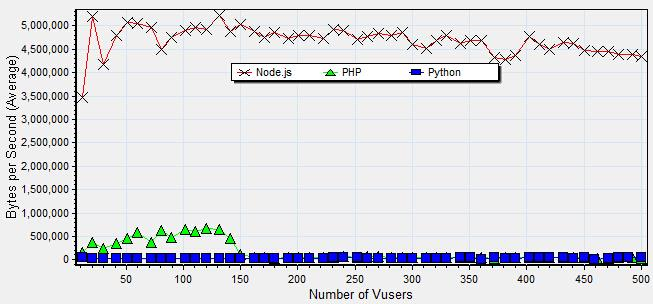 5,000,000
4,500,000
4,000,000
3,500,000
3,000,000
2,500,000
2,000,000
1,500,000
1,000,000
500,000
0
Bytes per Second (Average)
Node.js PHP Python
50 100 150 200 250 300 350 400 450 500
Number of Vusers